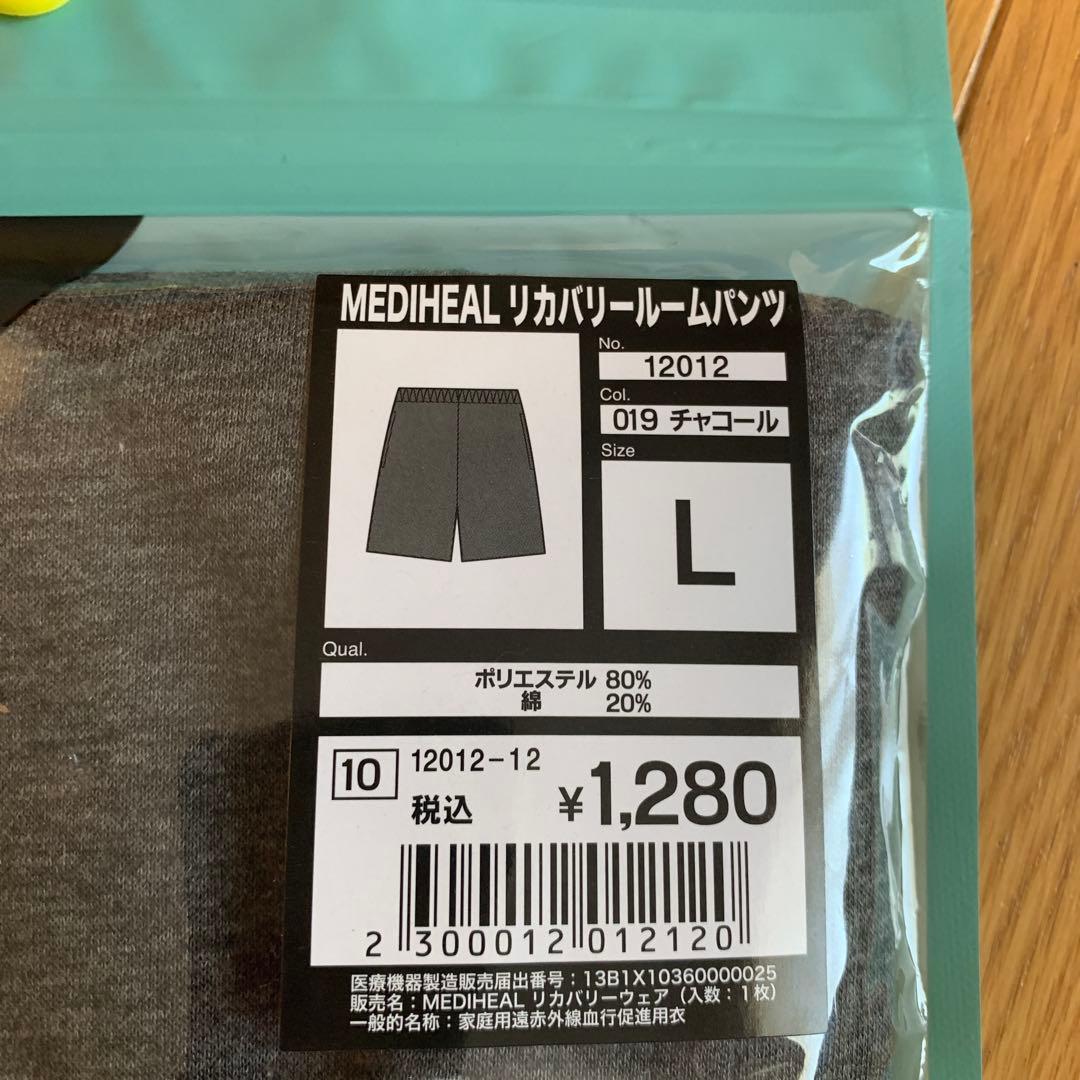 MEDIHEAL リカバリールームパンツ
No.
12012
Col.
019 チャコール
Size
L
Qual.
ポリエステル 80%
綿 20%
10 12012-12
税込 ¥1,280
2 300012 012120
医療機器製造販売届出番号：13B1X10360000025
販売名：MEDIHEAL リカバリーウェア（入数：1枚）
一般的名称：家庭用遠赤外線血行促進用衣